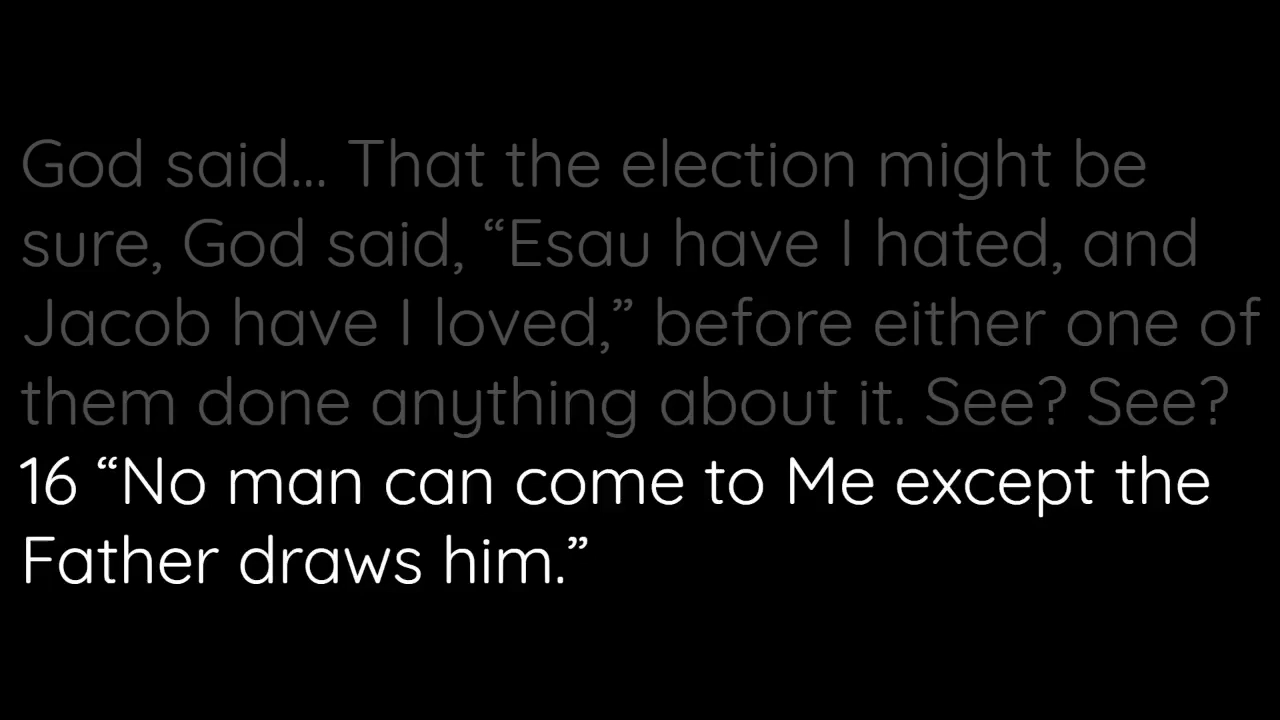 God said... That the election might be
sure, God said, “Esau have I hated, and
Jacob have I loved,” before either one of
them done anything about it. See? See?
16 “No man can come to Me except the
Father draws him.”